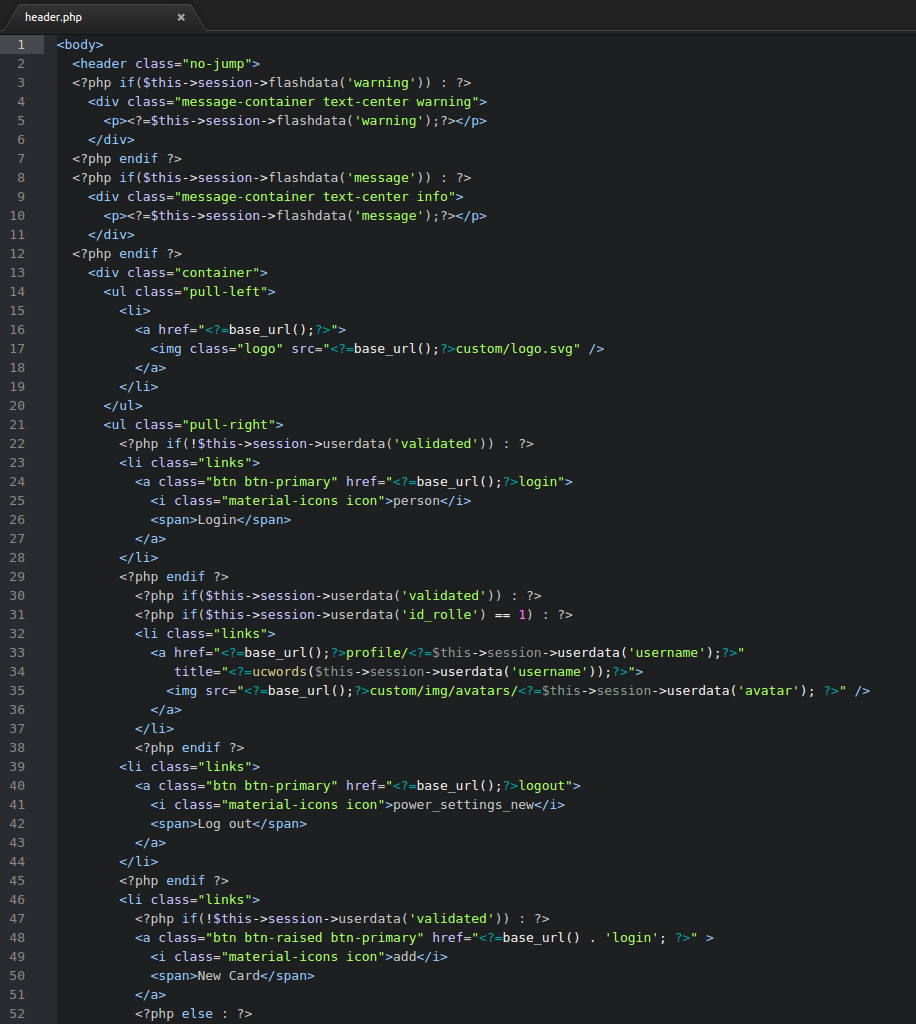 header.php ×
1 <body>
2   <header class="no-jump">
3   <?php if($this->session->flashdata('warning')) : ?>
4     <div class="message-container text-center warning">
5       <p><?=$this->session->flashdata('warning');?></p>
6     </div>
7   <?php endif ?>
8   <?php if($this->session->flashdata('message')) : ?>
9     <div class="message-container text-center info">
10       <p><?=$this->session->flashdata('message');?></p>
11     </div>
12   <?php endif ?>
13     <div class="container">
14       <ul class="pull-left">
15         <li>
16           <a href="<?=base_url();?>">
17             <img class="logo" src="<?=base_url();?>custom/logo.svg" />
18           </a>
19         </li>
20       </ul>
21       <ul class="pull-right">
22         <?php if(!$this->session->userdata('validated')) : ?>
23         <li class="links">
24           <a class="btn btn-primary" href="<?=base_url();?>login">
25             <i class="material-icons icon">person</i>
26             <span>Login</span>
27           </a>
28         </li>
29         <?php endif ?>
30           <?php if($this->session->userdata('validated')) : ?>
31           <?php if($this->session->userdata('id_rolle') == 1) : ?>
32           <li class="links">
33             <a href="<?=base_url();?>profile/<?=$this->session->userdata('username');?>"
34                title="<?=ucwords($this->session->userdata('username'));?>">
35               <img src="<?=base_url();?>custom/img/avatars/<?=$this->session->userdata('avatar'); ?>" />
36             </a>
37           </li>
38           <?php endif ?>
39         <li class="links">
40           <a class="btn btn-primary" href="<?=base_url();?>logout">
41             <i class="material-icons icon">power_settings_new</i>
42             <span>Log out</span>
43           </a>
44         </li>
45         <?php endif ?>
46         <li class="links">
47           <?php if(!$this->session->userdata('validated')) : ?>
48           <a class="btn btn-raised btn-primary" href="<?=base_url() . 'login'; ?>" >
49             <i class="material-icons icon">add</i>
50             <span>New Card</span>
51           </a>
52           <?php else : ?>